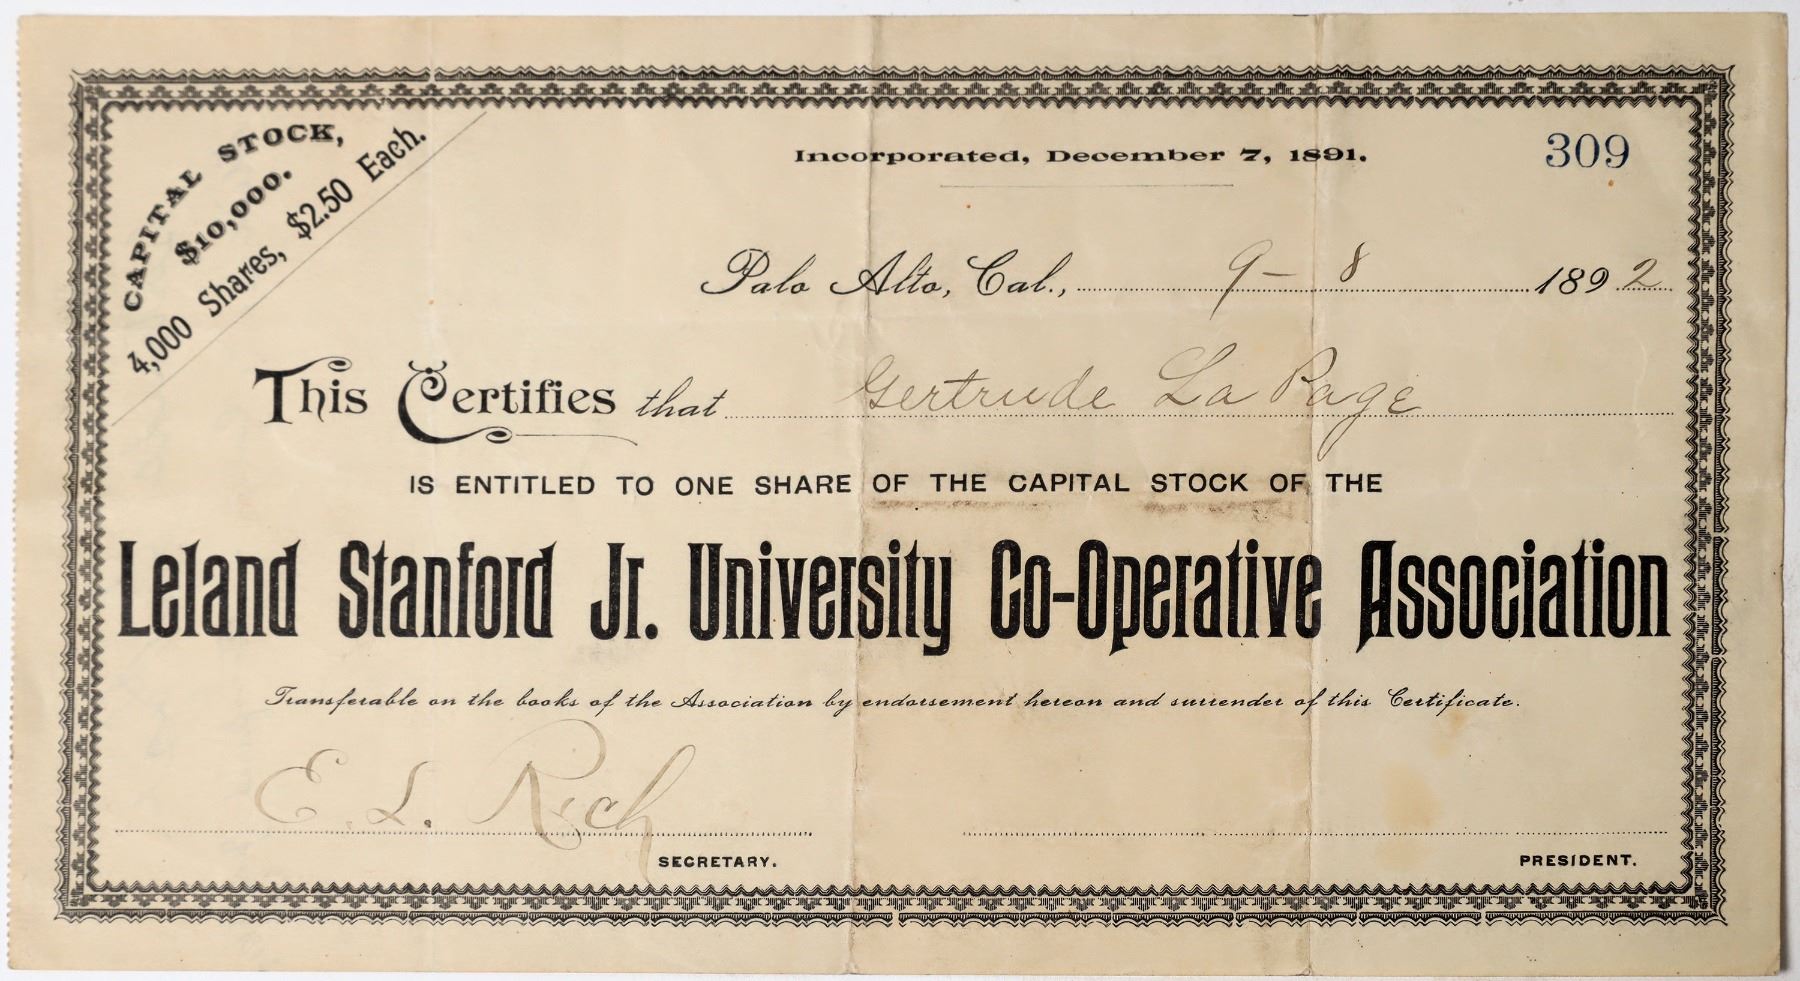 CAPITAL STOCK,
$10,000.
4,000 Shares, $2.50 Each.
Incorporated, December 7, 1891.
309
Palo Alto, Cal., 9 - 8 1892
This Certifies that Gertrude La Page
IS ENTITLED TO ONE SHARE OF THE CAPITAL STOCK OF THE
Leland Stanford Jr. University Co-Operative Association
Transferable on the books of the Association by endorsement hereon and surrender of this Certificate.
E. L. Rich
SECRETARY.
PRESIDENT.